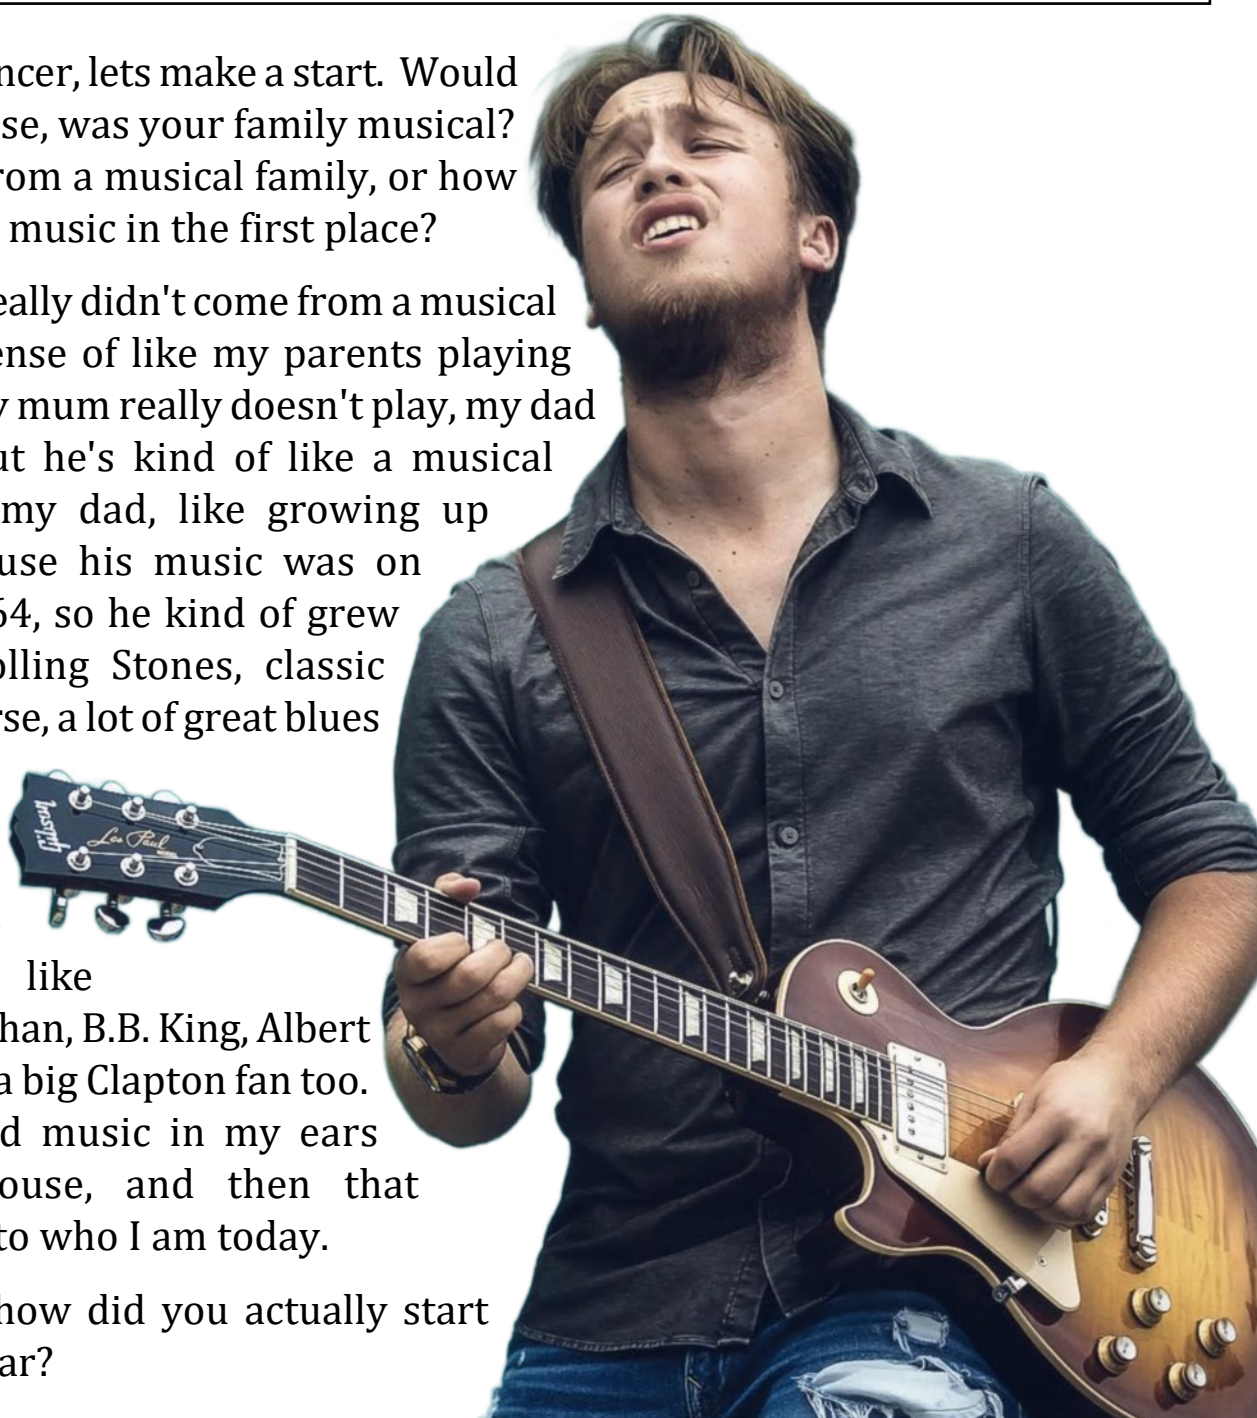 ncer, lets make a start. Would
se, was your family musical?
rom a musical family, or how
music in the first place?
eally didn't come from a musical
ense of like my parents playing
y mum really doesn't play, my dad
ut he's kind of like a musical
my dad, like growing up
use his music was on
64, so he kind of grew
olling Stones, classic
rse, a lot of great blues
Gibson
Les Paul
like
han, B.B. King, Albert
a big Clapton fan too.
d music in my ears
ouse, and then that
to who I am today.
how did you actually start
ar?